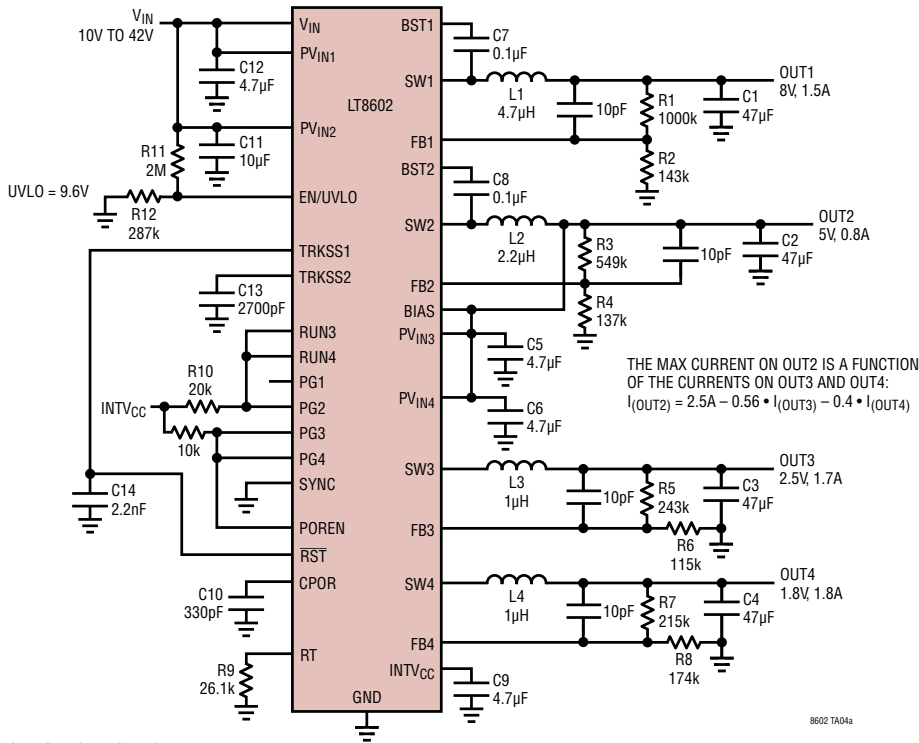 VIN
10V TO 42V
C12
4.7µF
R11
2M
C11
10µF
UVLO = 9.6V
R12
287k
C13
2700pF
R10
20k
INTVCC
10k
C14
2.2nF
C10
330pF
R9
26.1k
VIN
PVIN1
LT8602
PVIN2
EN/UVLO
TRKSS1
TRKSS2
RUN3
RUN4
PG1
PG2
PG3
PG4
SYNC
POREN
RST
CPOR
RT
GND
BST1
SW1
FB1
BST2
SW2
FB2
BIAS
PVIN3
PVIN4
SW3
FB3
SW4
FB4
INTVCC
C7
0.1µF
L1
4.7µH
10pF
R1
1000k
C1
47µF
OUT1
8V, 1.5A
R2
143k
C8
0.1µF
L2
2.2µH
R3
549k
10pF
C2
47µF
OUT2
5V, 0.8A
R4
137k
C5
4.7µF
C6
4.7µF
THE MAX CURRENT ON OUT2 IS A FUNCTION
OF THE CURRENTS ON OUT3 AND OUT4:
I(OUT2) = 2.5A – 0.56 • I(OUT3) – 0.4 • I(OUT4)
L3
1µH
10pF
R5
243k
C3
47µF
OUT3
2.5V, 1.7A
R6
115k
L4
1µH
10pF
R7
215k
C4
47µF
OUT4
1.8V, 1.8A
R8
174k
C9
4.7µF
8602 TA04a